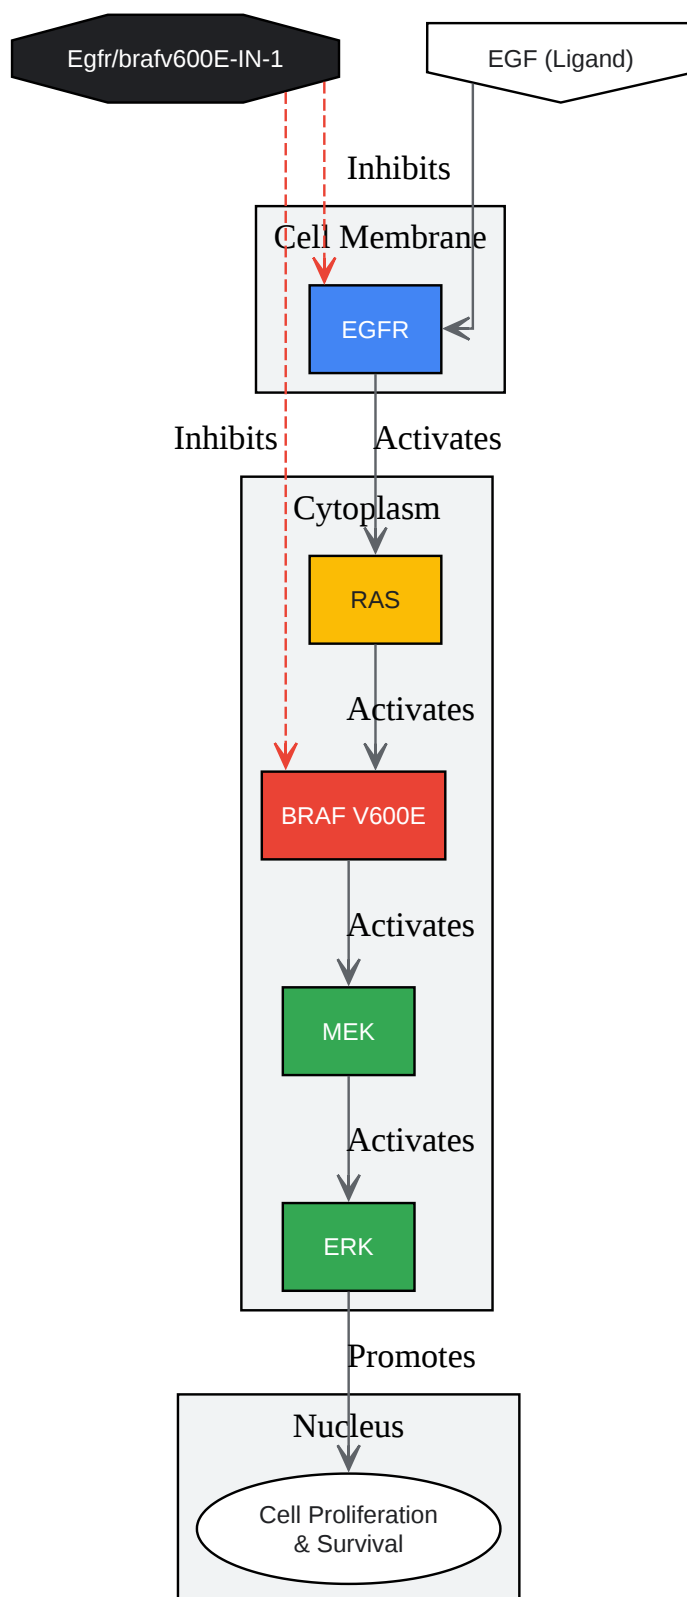 Egfr/brafv600E-IN-1
EGF (Ligand)
Inhibits
Cell Membrane
EGFR
Inhibits
Activates
Cytoplasm
RAS
Activates
BRAF V600E
Activates
MEK
Activates
ERK
Promotes
Nucleus
Cell Proliferation
& Survival